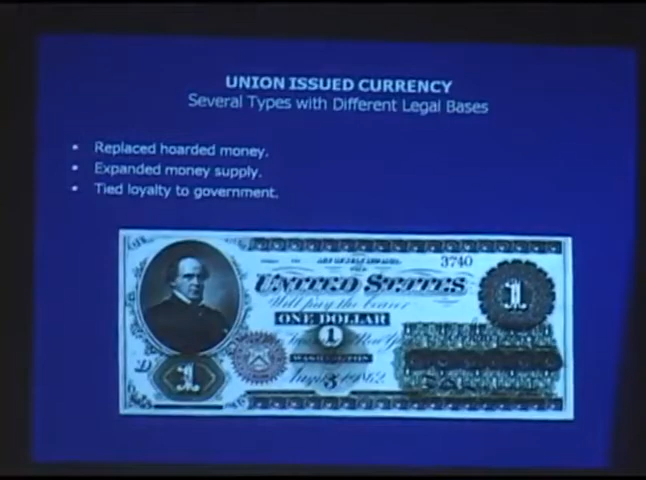 UNION ISSUED CURRENCY
Several Types with Different Legal Bases
• Replaced hoarded money.
• Expanded money supply.
• Tied loyalty to government.
3740
UNITED STATES
Will pay the bearer
1
ONE DOLLAR
1
WASHINGTON
D
1
1862